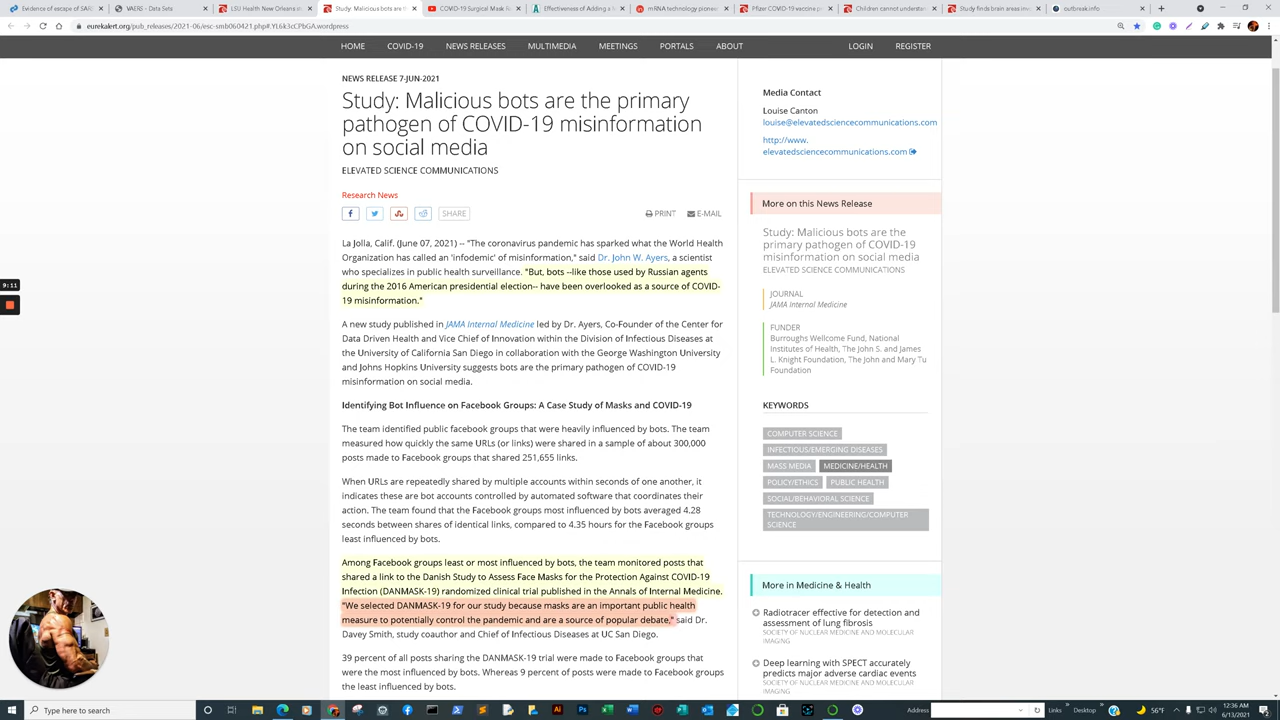 Evidence of escape of SAR
VAERS - Data Sets
LSU Health New Orleans st
Study: Malicious bots are th
COVID-19 Surgical Mask R
Effectiveness of Adding a
mRNA technology pioneer
Pfizer COVID-19 vaccine p
Children cannot underst
Study finds brain areas inv
outbreak.info
eurekalert.org/pub_releases/2021-06/esc-smb060421.php#.YL6k3cCPbGA.wordpress
HOME
COVID-19
NEWS RELEASES
MULTIMEDIA
MEETINGS
PORTALS
ABOUT
LOGIN
REGISTER
NEWS RELEASE 7-JUN-2021
Study: Malicious bots are the primary
pathogen of COVID-19 misinformation
on social media
ELEVATED SCIENCE COMMUNICATIONS
Research News
SHARE
PRINT
E-MAIL
La Jolla, Calif. (June 07, 2021) -- "The coronavirus pandemic has sparked what the World Health
Organization has called an 'infodemic' of misinformation," said Dr. John W. Ayers, a scientist
who specializes in public health surveillance. "But, bots --like those used by Russian agents
during the 2016 American presidential election-- have been overlooked as a source of COVID-
19 misinformation."
A new study published in JAMA Internal Medicine led by Dr. Ayers, Co-Founder of the Center for
Data Driven Health and Vice Chief of Innovation within the Division of Infectious Diseases at
the University of California San Diego in collaboration with the George Washington University
and Johns Hopkins University suggests bots are the primary pathogen of COVID-19
misinformation on social media.
Identifying Bot Influence on Facebook Groups: A Case Study of Masks and COVID-19
The team identified public facebook groups that were heavily influenced by bots. The team
measured how quickly the same URLs (or links) were shared in a sample of about 300,000
posts made to Facebook groups that shared 251,655 links.
When URLs are repeatedly shared by multiple accounts within seconds of one another, it
indicates these are bot accounts controlled by automated software that coordinates their
action. The team found that the Facebook groups most influenced by bots averaged 4.28
seconds between shares of identical links, compared to 4.35 hours for the Facebook groups
least influenced by bots.
Among Facebook groups least or most influenced by bots, the team monitored posts that
shared a link to the Danish Study to Assess Face Masks for the Protection Against COVID-19
Infection (DANMASK-19) randomized clinical trial published in the Annals of Internal Medicine.
"We selected DANMASK-19 for our study because masks are an important public health
measure to potentially control the pandemic and are a source of popular debate," said Dr.
Davey Smith, study coauthor and Chief of Infectious Diseases at UC San Diego.
39 percent of all posts sharing the DANMASK-19 trial were made to Facebook groups that
were the most influenced by bots. Whereas 9 percent of posts were made to Facebook groups
the least influenced by bots.
Media Contact
Louise Canton
louise@elevatedsciencecommunications.com
http://www.
elevatedsciencecommunications.com
More on this News Release
Study: Malicious bots are the
primary pathogen of COVID-19
misinformation on social media
ELEVATED SCIENCE COMMUNICATIONS
JOURNAL
JAMA Internal Medicine
FUNDER
Burroughs Wellcome Fund, National
Institutes of Health, The John S. and James
L. Knight Foundation, The John and Mary Tu
Foundation
KEYWORDS
COMPUTER SCIENCE
INFECTIOUS/EMERGING DISEASES
MASS MEDIA
MEDICINE/HEALTH
POLICY/ETHICS
PUBLIC HEALTH
SOCIAL/BEHAVIORAL SCIENCE
TECHNOLOGY/ENGINEERING/COMPUTER
SCIENCE
More in Medicine & Health
Radiotracer effective for detection and
assessment of lung fibrosis
SOCIETY OF NUCLEAR MEDICINE AND MOLECULAR
IMAGING
Deep learning with SPECT accurately
predicts major adverse cardiac events
SOCIETY OF NUCLEAR MEDICINE AND MOLECULAR
IMAGING
9:11
Type here to search
Address
Links
Desktop
56°F
12:36 AM
6/13/2021